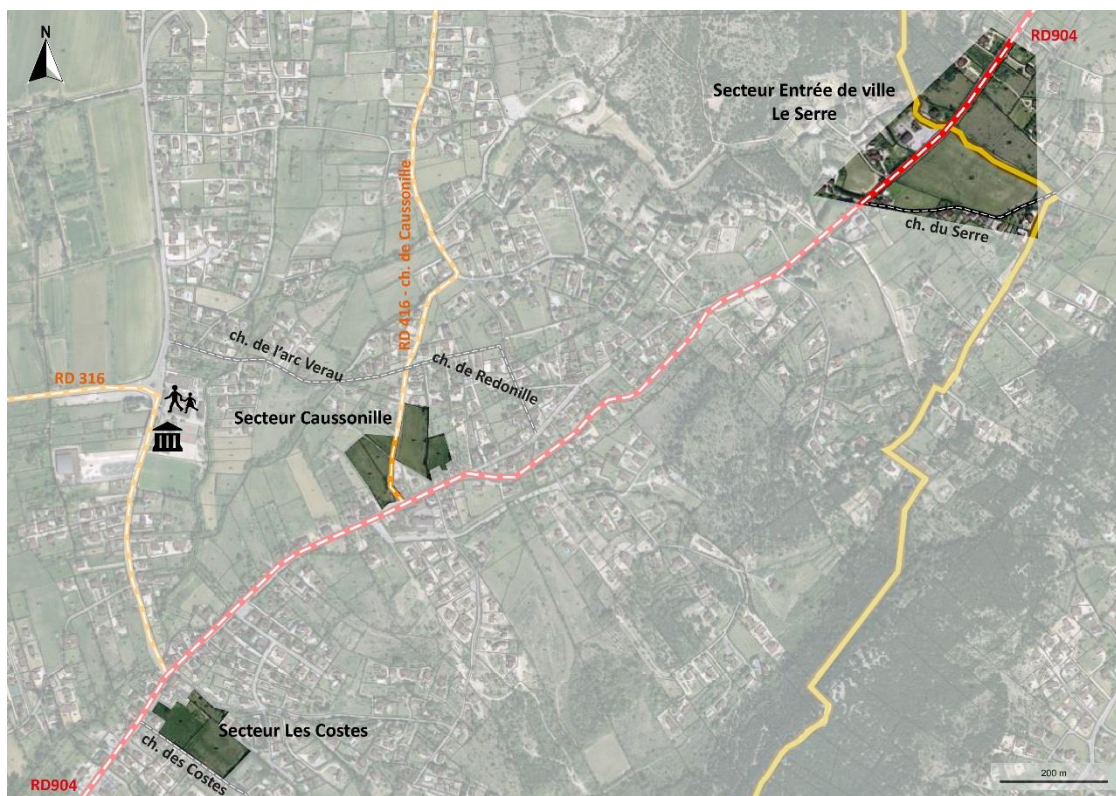 N
RD904
Secteur Entrée de ville
Le Serre
ch. du Serre
RD 416 - ch. de Caussonille
ch. de l'arc Verau
ch. de Redonille
RD 316
Secteur Caussonille
Secteur Les Costes
ch. des Costes
RD904
200 m